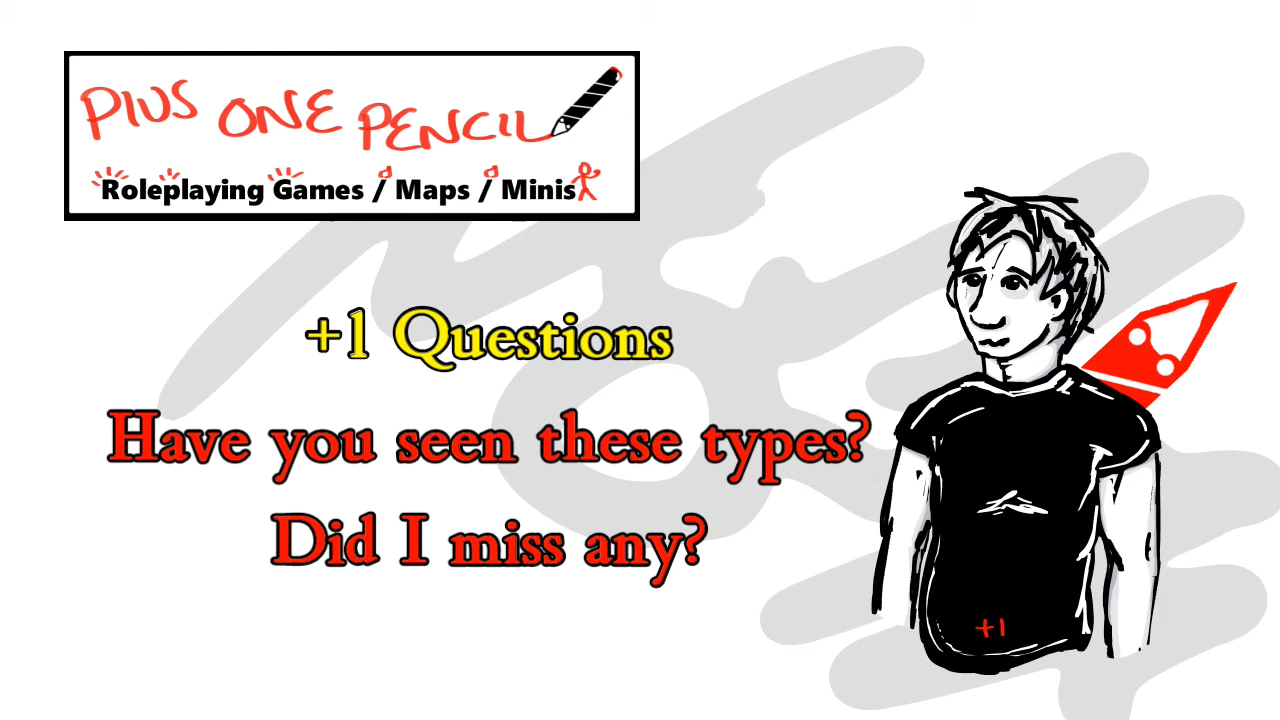 PlUS ONE PENCIL
Roleplaying Games / Maps / Minis
+1 Questions
Have you seen these types?
Did I miss any?
+1